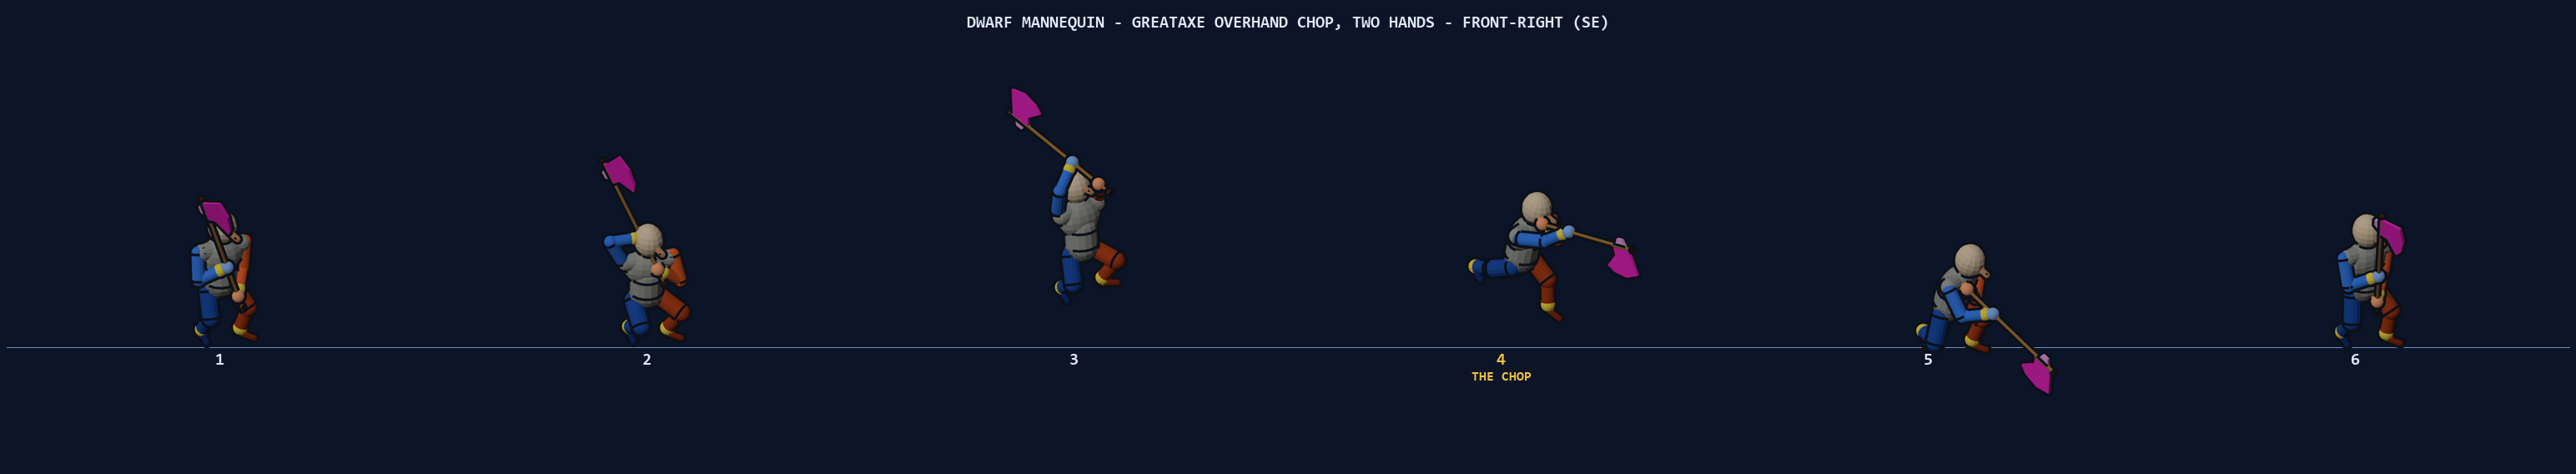 DWARF MANNEQUIN - GREATAXE OVERHAND CHOP, TWO HANDS - FRONT-RIGHT (SE)
1 2 3 4 5 6
THE CHOP